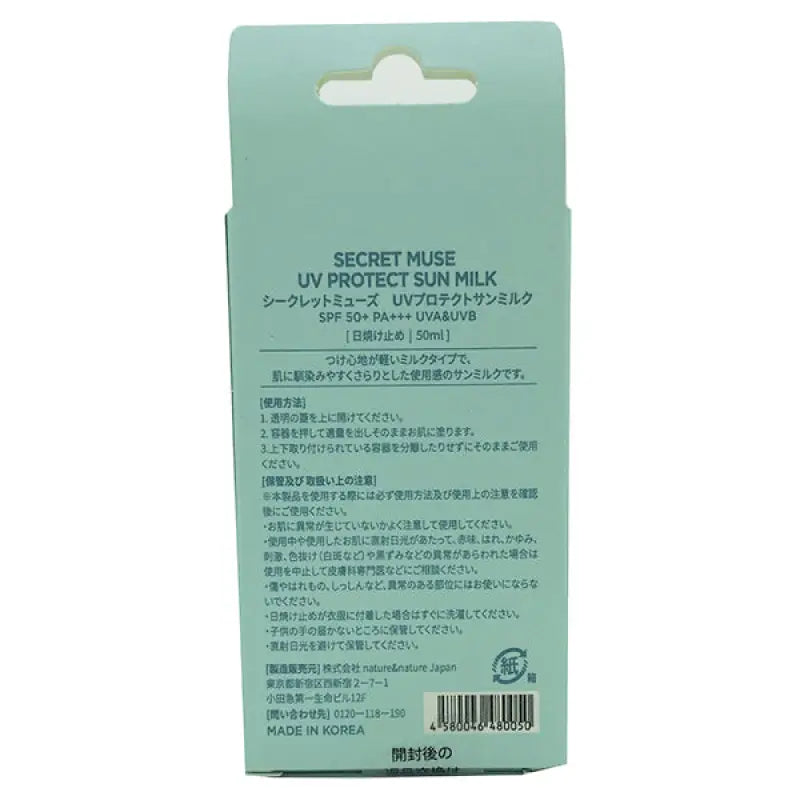 SECRET MUSE
UV PROTECT SUN MILK
シークレットミューズ UVプロテクトサンミルク
SPF 50+ PA+++ UVA&UVB
[ 日焼け止め | 50ml ]
つけ心地が軽いミルクタイプで、
肌に馴染みやすくさらりとした使用感のサンミルクです。
[使用方法]
1. 透明の蓋を上に開けてください。
2. 容器を押して適量を出しそのままお肌に塗ります。
3.上下取り付けられている容器を分離したりせずにそのままご使用
ください。
[保管及び 取扱い上の注意]
※本製品を使用する際には必ず使用方法及び使用上の注意を確認
後にご使用ください。
・お肌に異常が生じていないかよく注意して使用してください。
・使用中や使用したお肌に直射日光があたって、赤味、はれ、かゆみ、
刺激、色抜け（白斑など）や黒ずみなどの異常があらわれた場合は
使用を中止して皮膚科専門医などにご相談ください。
・傷やはれもの、しっしんなど、異常のある部位にはお使いにならな
いでください。
・日焼け止めが衣服に付着した場合はすぐに洗濯してください。
・子供の手の届かないところに保管してください。
・直射日光を避けて保管してください。
[製造販売元] 株式会社 nature&nature Japan
東京都新宿区西新宿2-7-1
小田急第一生命ビル12F
[問い合わせ先] 0120-118-190
MADE IN KOREA
紙
箱
4 580046 480050
開封後の